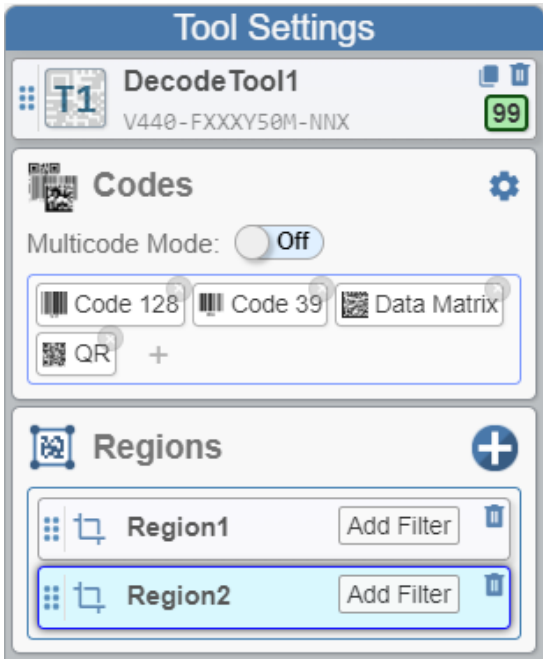 Tool Settings
T1
DecodeTool1
V440-FXXXY50M-NNX
99
Codes
Multicode Mode: Off
Code 128 Code 39 Data Matrix
QR +
Regions
Region1 Add Filter
Region2 Add Filter